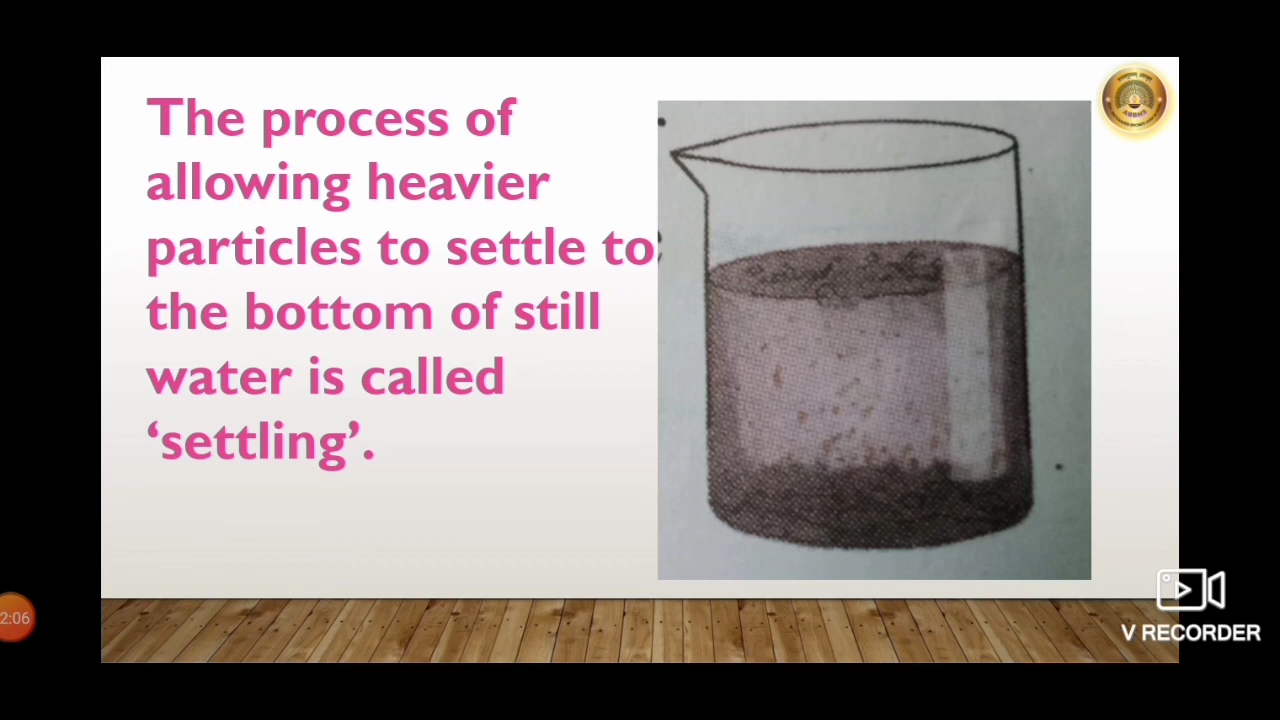 The process of
allowing heavier
particles to settle to
the bottom of still
water is called
‘settling’.
2:06
V RECORDER